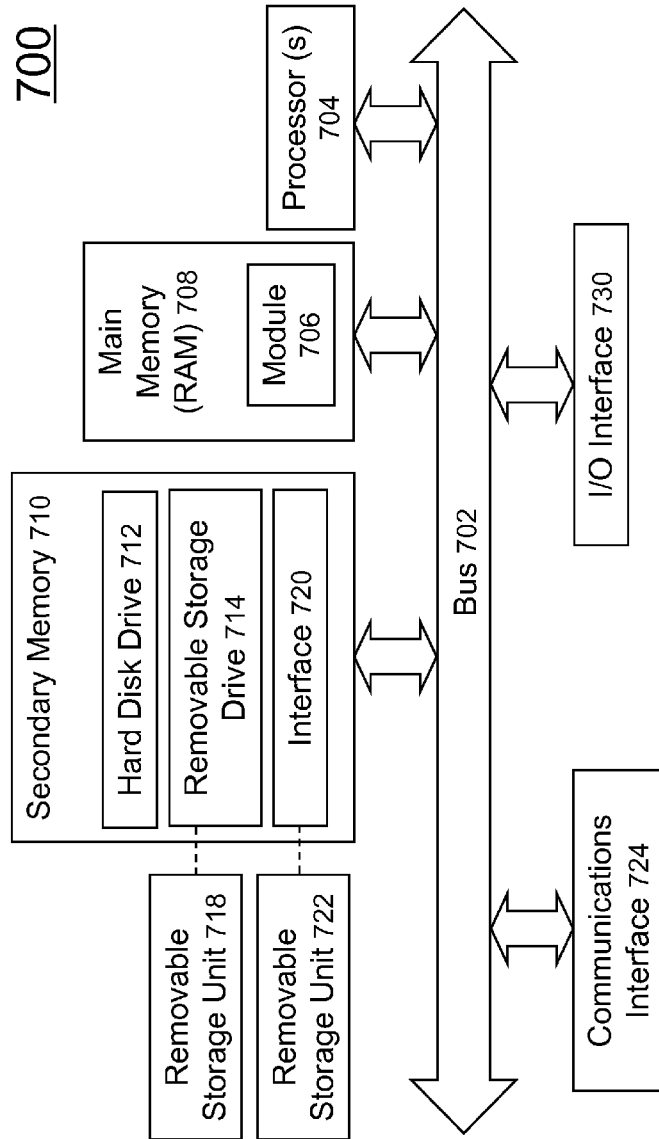 700
Removable
Storage Unit 718
Removable
Storage Unit 722
Secondary Memory 710
Hard Disk Drive 712
Removable Storage
Drive 714
Interface 720
Main
Memory
(RAM) 708
Module
706
Processor (s)
704
Bus 702
Communications
Interface 724
I/O Interface 730